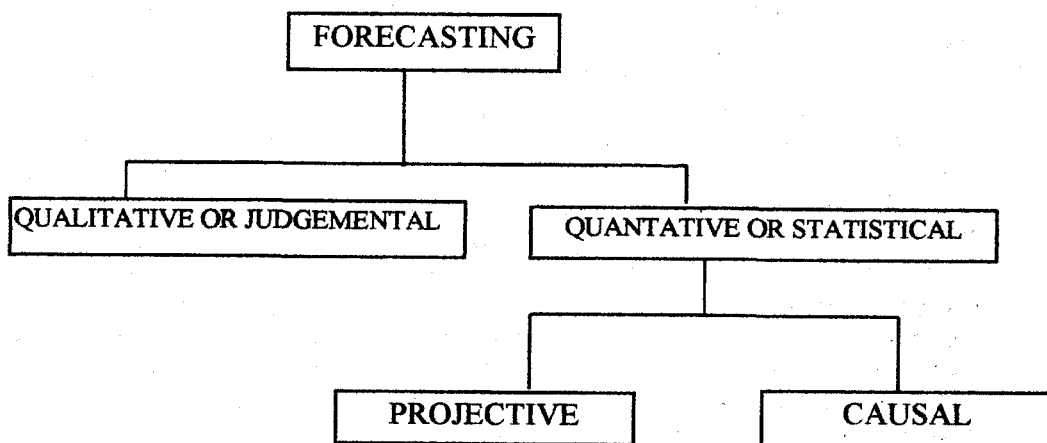 FORECASTING
QUALITATIVE OR JUDGEMENTAL
QUANTATIVE OR STATISTICAL
PROJECTIVE
CAUSAL